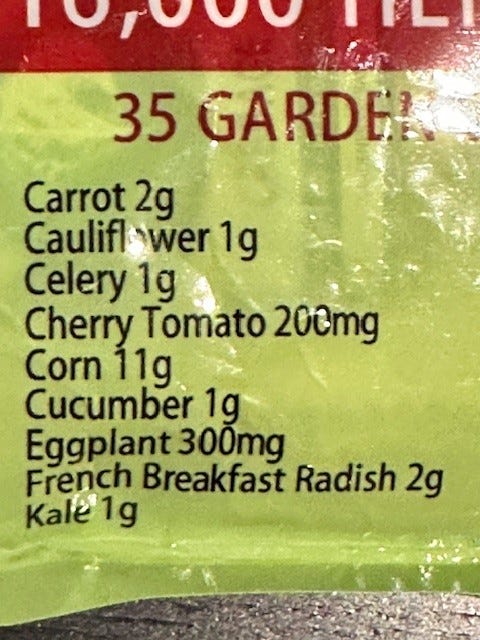 35 GARDEN
Carrot 2g
Cauliflower 1g
Celery 1g
Cherry Tomato 200mg
Corn 11g
Cucumber 1g
Eggplant 300mg
French Breakfast Radish 2g
Kale 1g